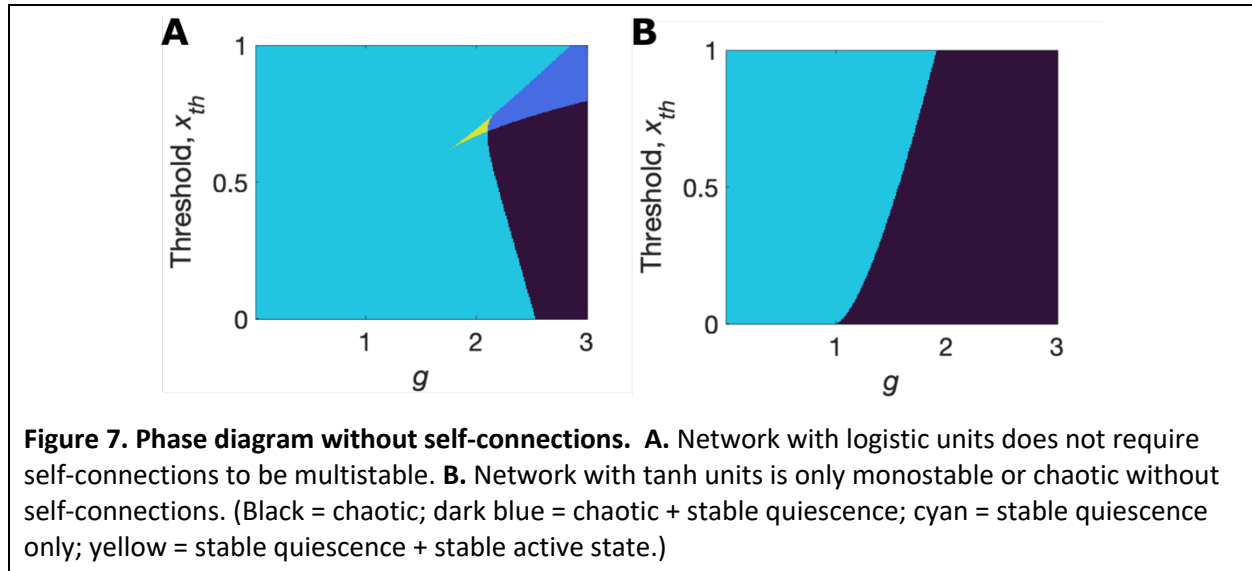 A
B
1
0.5
0
Threshold, x_th
1
2
3
g
1
0.5
0
Threshold, x_th
1
2
3
g
Figure 7. Phase diagram without self-connections. A. Network with logistic units does not require
self-connections to be multistable. B. Network with tanh units is only monostable or chaotic without
self-connections. (Black = chaotic; dark blue = chaotic + stable quiescence; cyan = stable quiescence
only; yellow = stable quiescence + stable active state.)